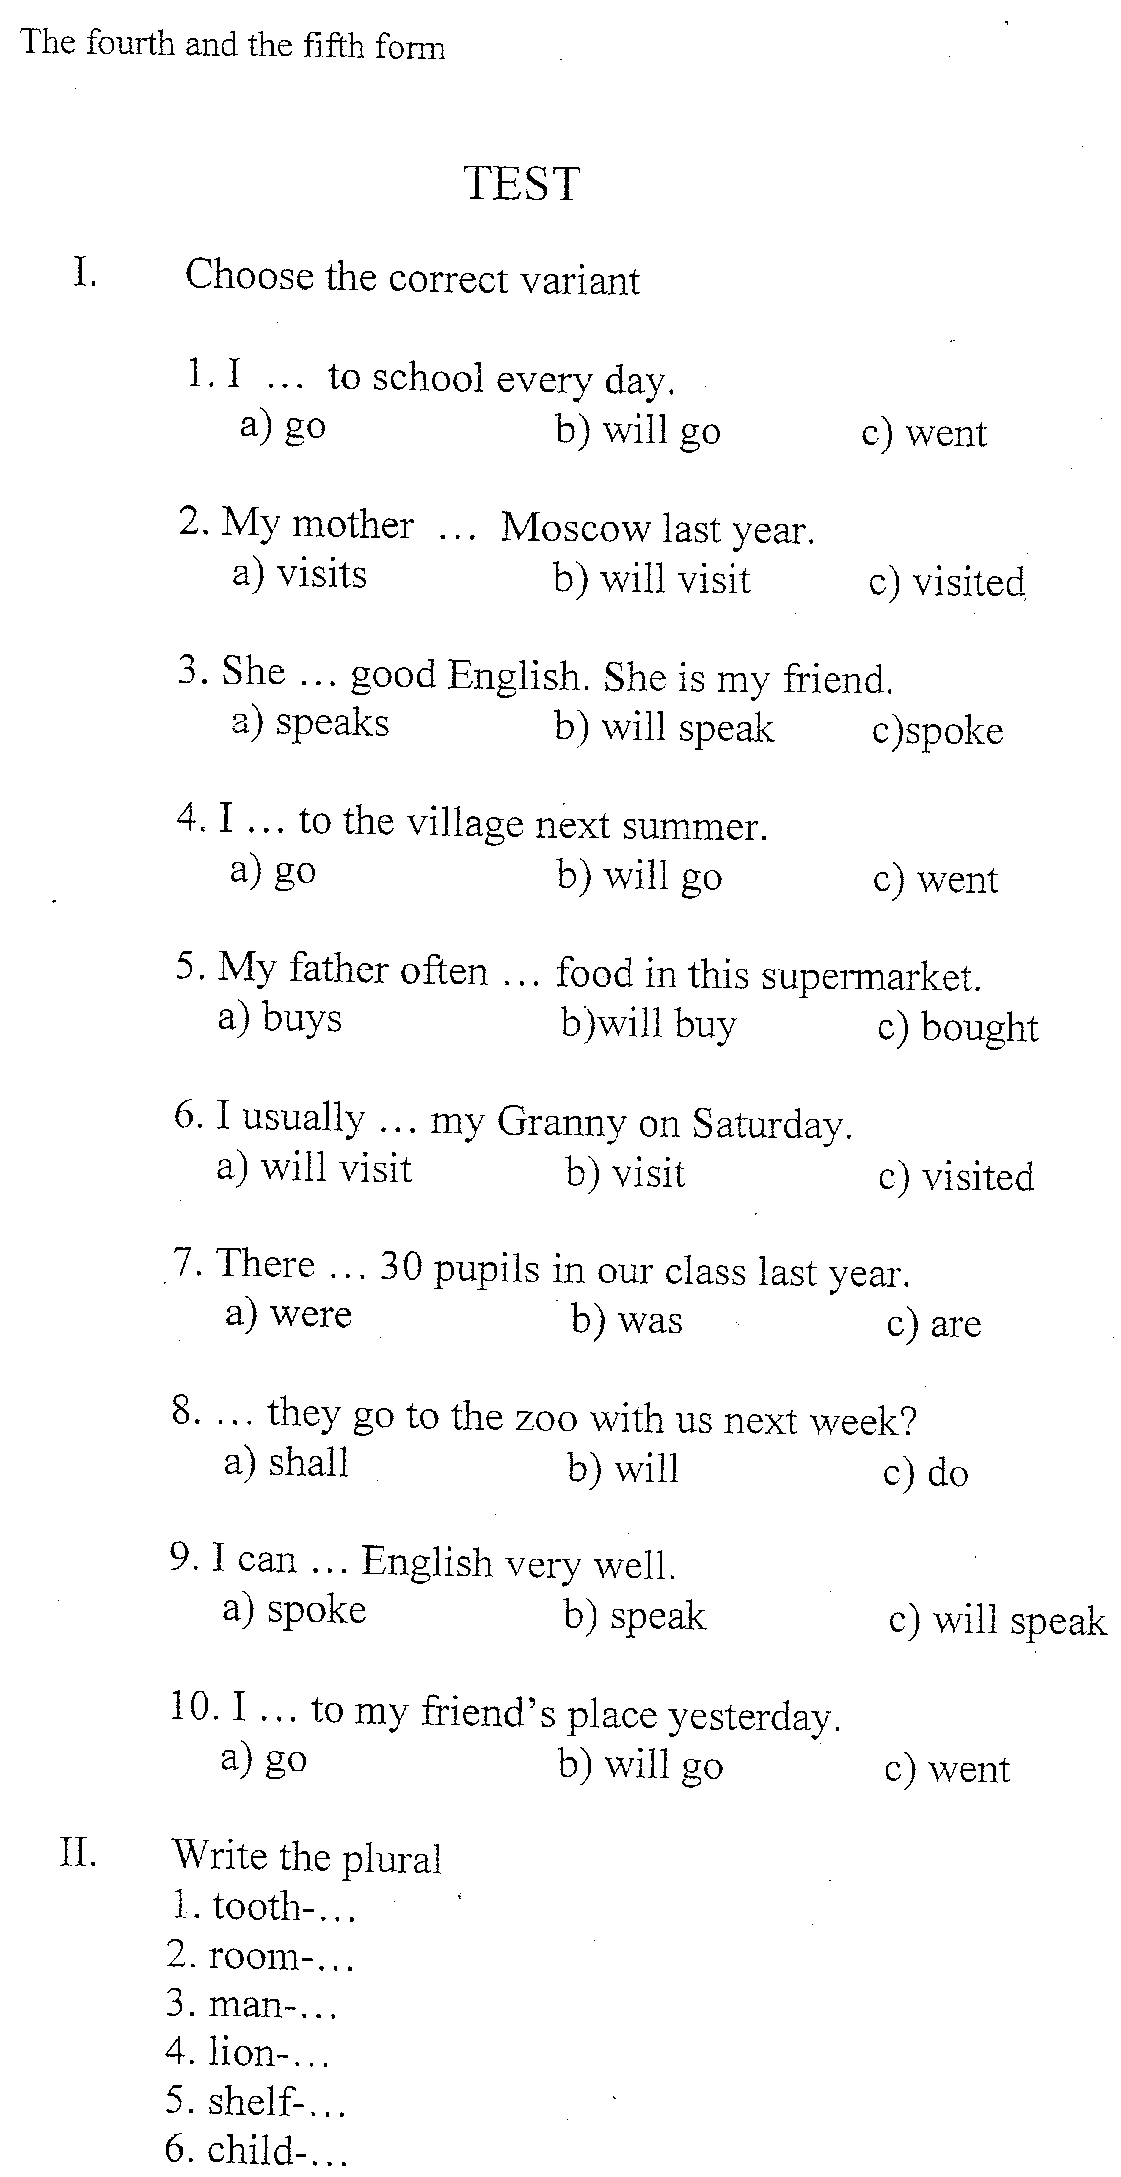 The fourth and the fifth form
TEST
I. Choose the correct variant
1. I ... to school every day.
a) go b) will go c) went
2. My mother ... Moscow last year.
a) visits b) will visit c) visited
3. She ... good English. She is my friend.
a) speaks b) will speak c)spoke
4. I ... to the village next summer.
a) go b) will go c) went
5. My father often ... food in this supermarket.
a) buys b)will buy c) bought
6. I usually ... my Granny on Saturday.
a) will visit b) visit c) visited
7. There ... 30 pupils in our class last year.
a) were b) was c) are
8. ... they go to the zoo with us next week?
a) shall b) will c) do
9. I can ... English very well.
a) spoke b) speak c) will speak
10. I ... to my friend's place yesterday.
a) go b) will go c) went
II. Write the plural
1. tooth-...
2. room-...
3. man-...
4. lion-...
5. shelf-...
6. child-...